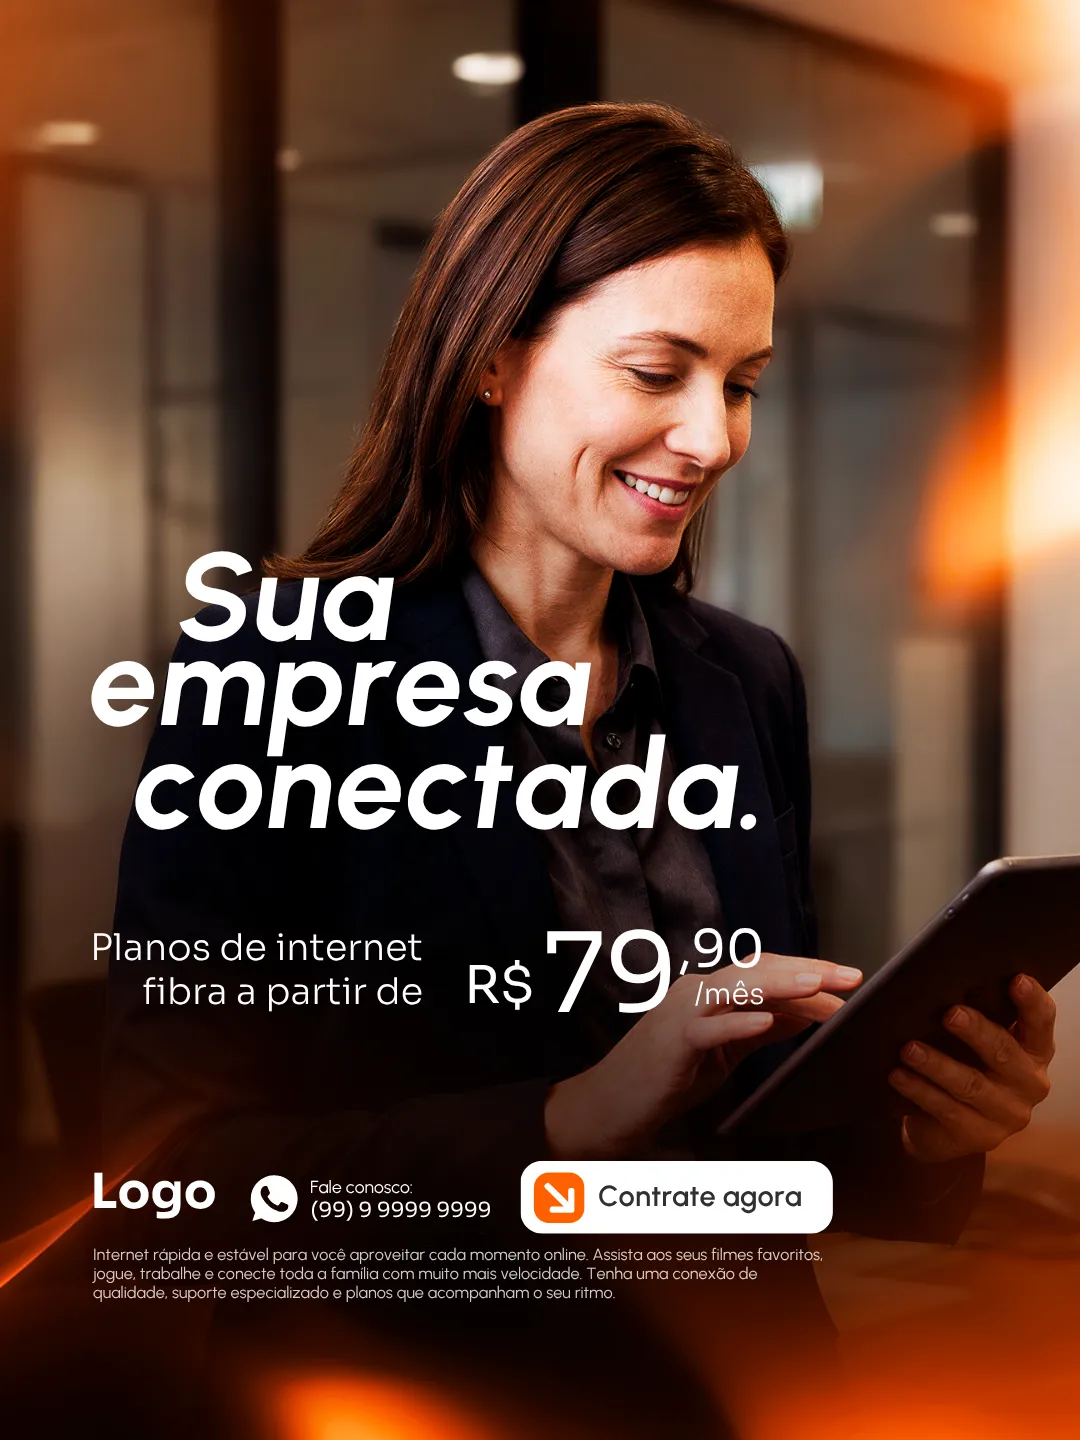 Sua
empresa
conectada.
Planos de internet
fibra a partir de
R$ 79,90
/mês
Logo
Fale conosco:
(99) 9 9999 9999
Contrate agora
Internet rápida e estável para você aproveitar cada momento online. Assista aos seus filmes favoritos,
jogue, trabalhe e conecte toda a família com muito mais velocidade. Tenha uma conexão de
qualidade, suporte especializado e planos que acompanham o seu ritmo.